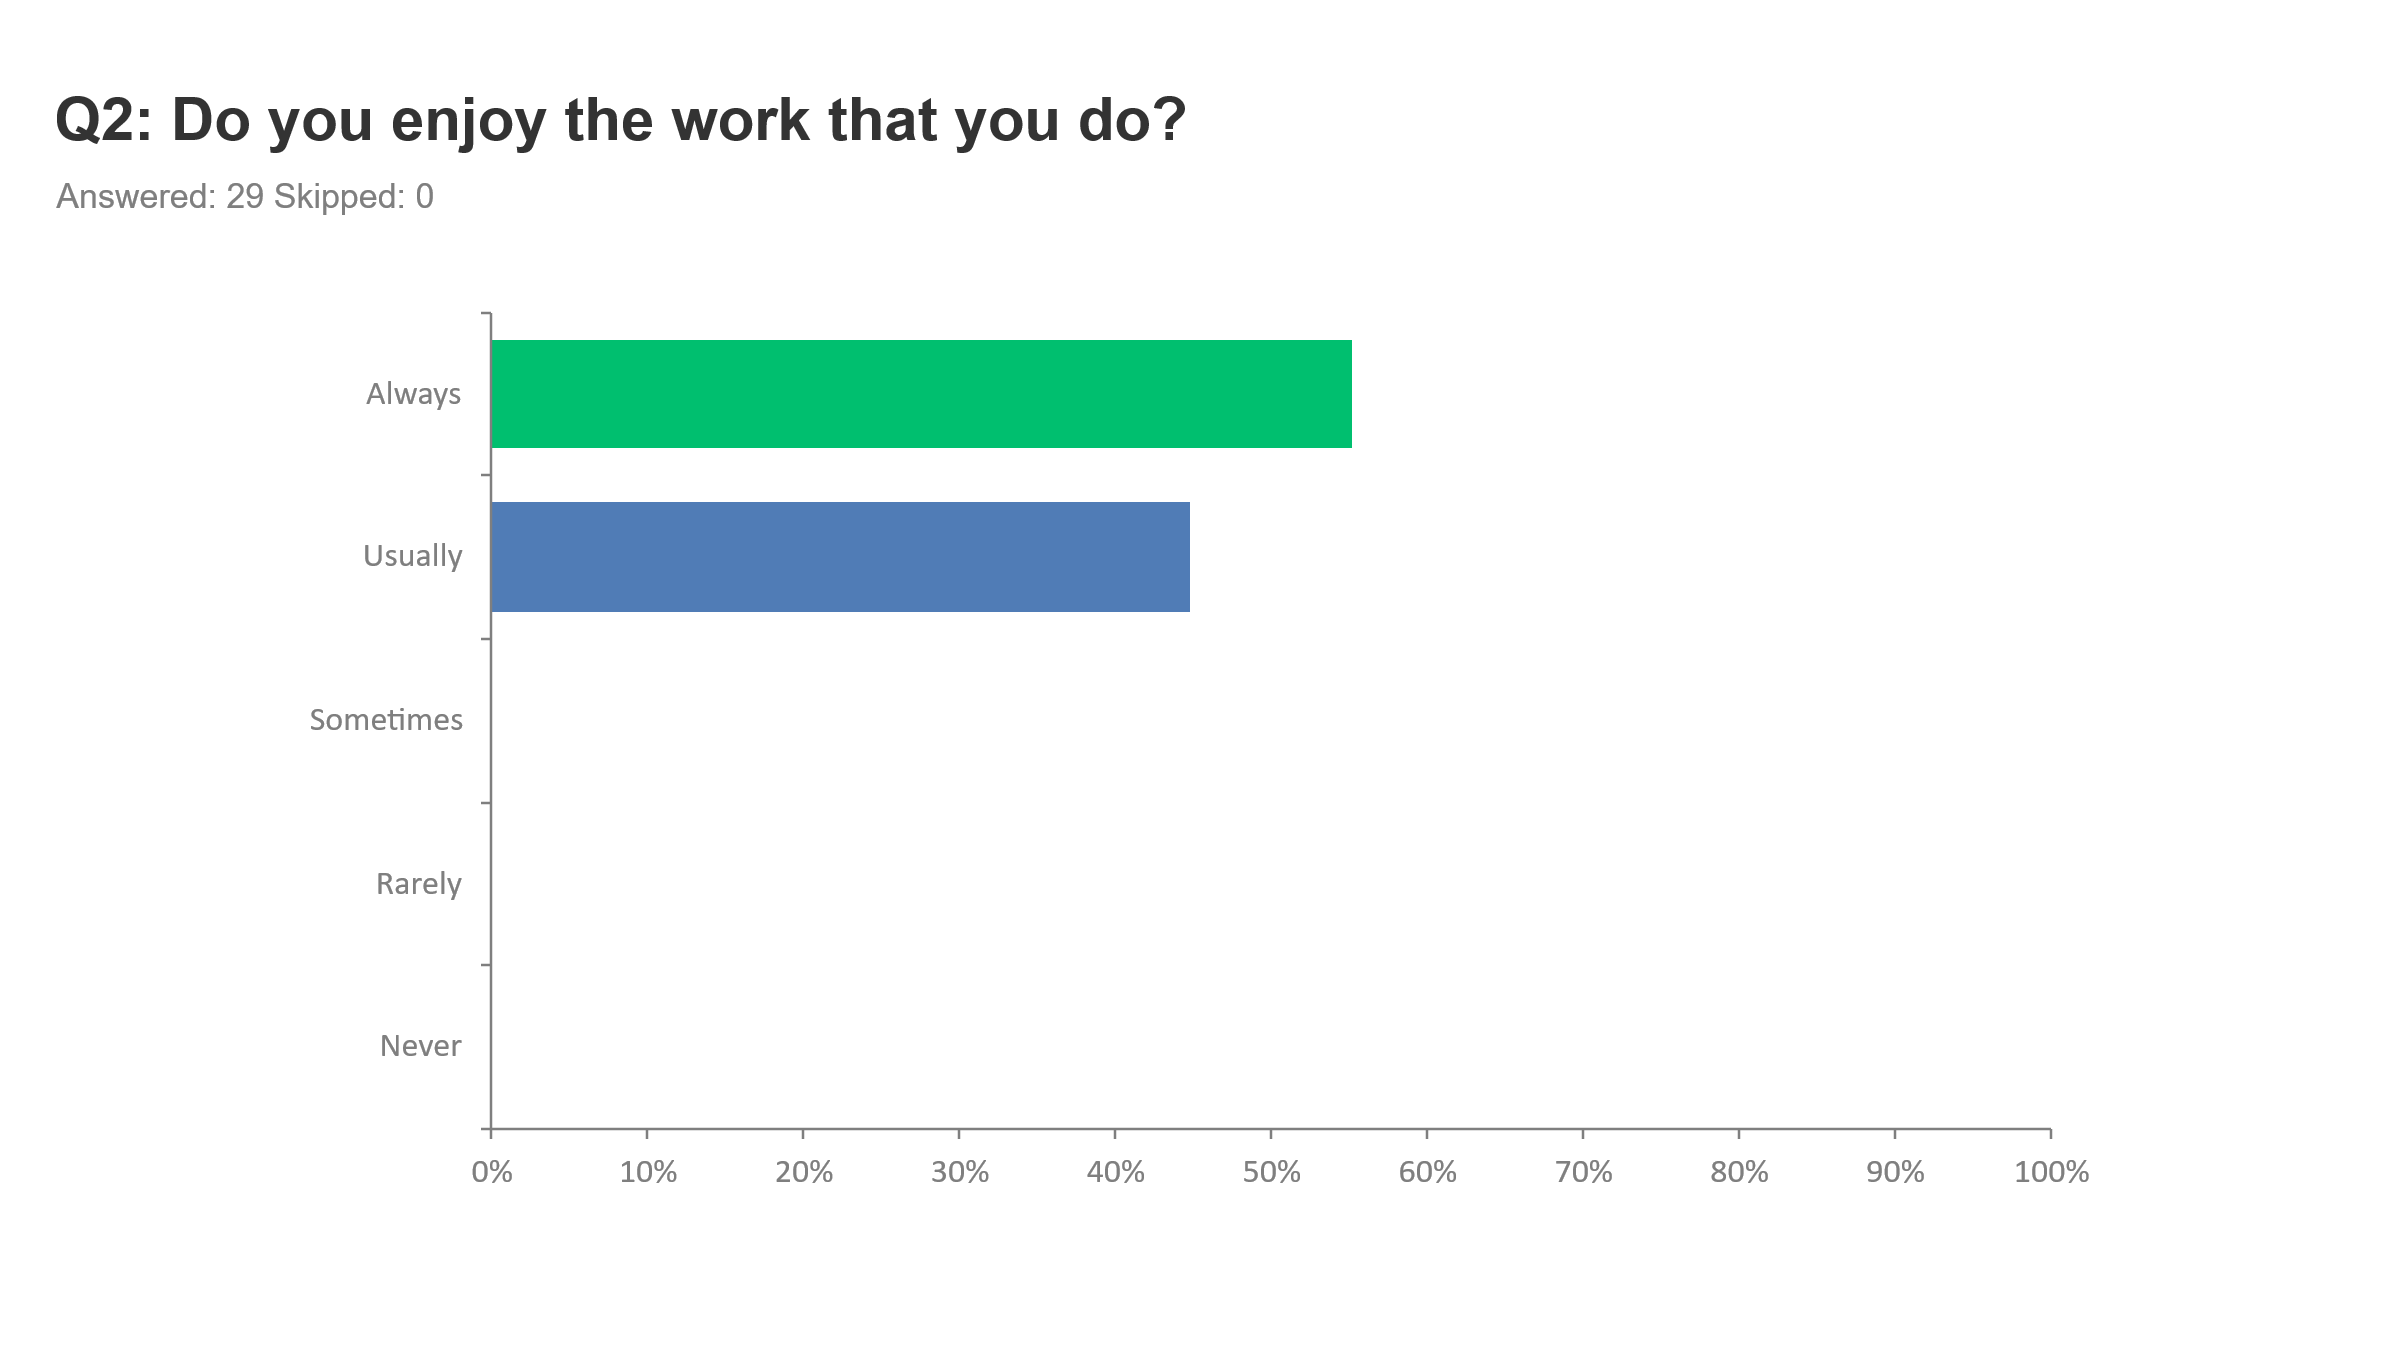 Q2: Do you enjoy the work that you do?
Answered: 29 Skipped: 0
Always
Usually
Sometimes
Rarely
Never
0% 10% 20% 30% 40% 50% 60% 70% 80% 90% 100%